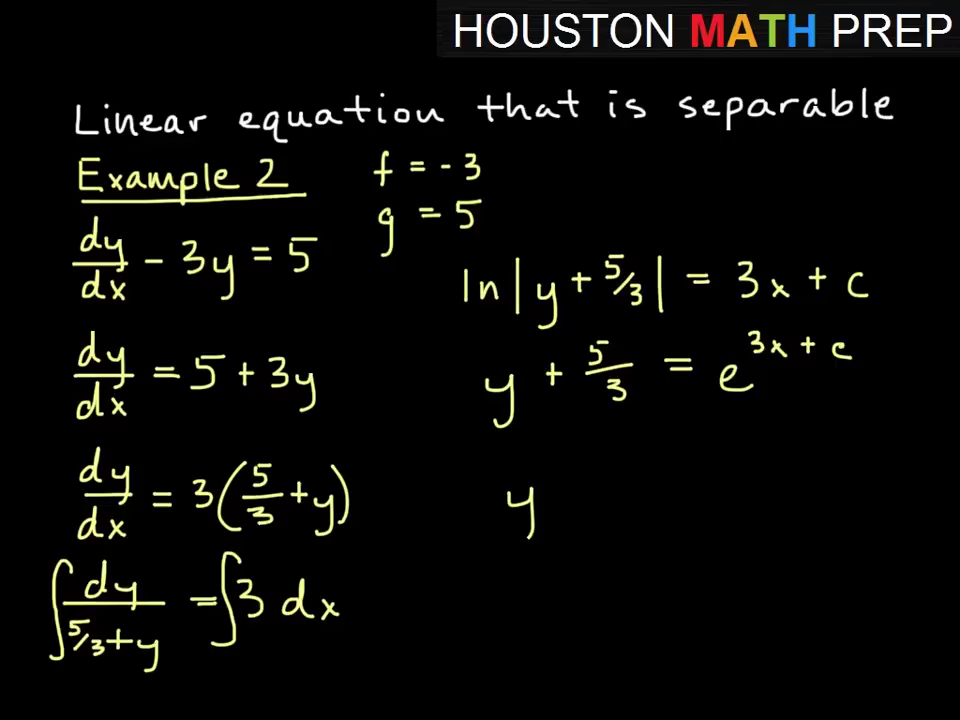 HOUSTON MATH PREP
Linear equation that is separable
Example 2
f = -3
g = 5
dy/dx - 3y = 5
dy/dx = 5 + 3y
dy/dx = 3(5/3 + y)
∫ dy/(5/3 + y) = ∫ 3 dx
ln|y + 5/3| = 3x + c
y + 5/3 = e^(3x + c)
y